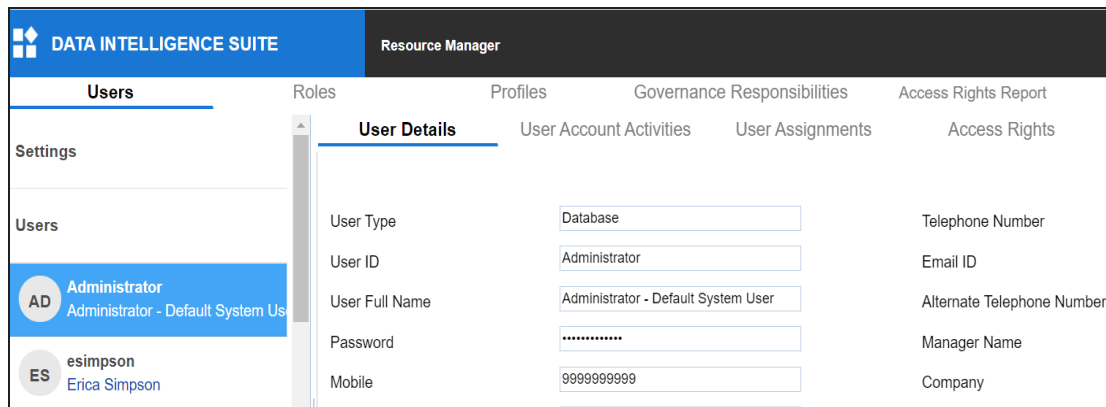 DATA INTELLIGENCE SUITE
Resource Manager
Users Roles Profiles Governance Responsibilities Access Rights Report
User Details User Account Activities User Assignments Access Rights
Settings
Users
AD
Administrator
Administrator - Default System Us
ES
esimpson
Erica Simpson
User Type Database Telephone Number
User ID Administrator Email ID
User Full Name Administrator - Default System User Alternate Telephone Number
Password ••••••••••••• Manager Name
Mobile 9999999999 Company